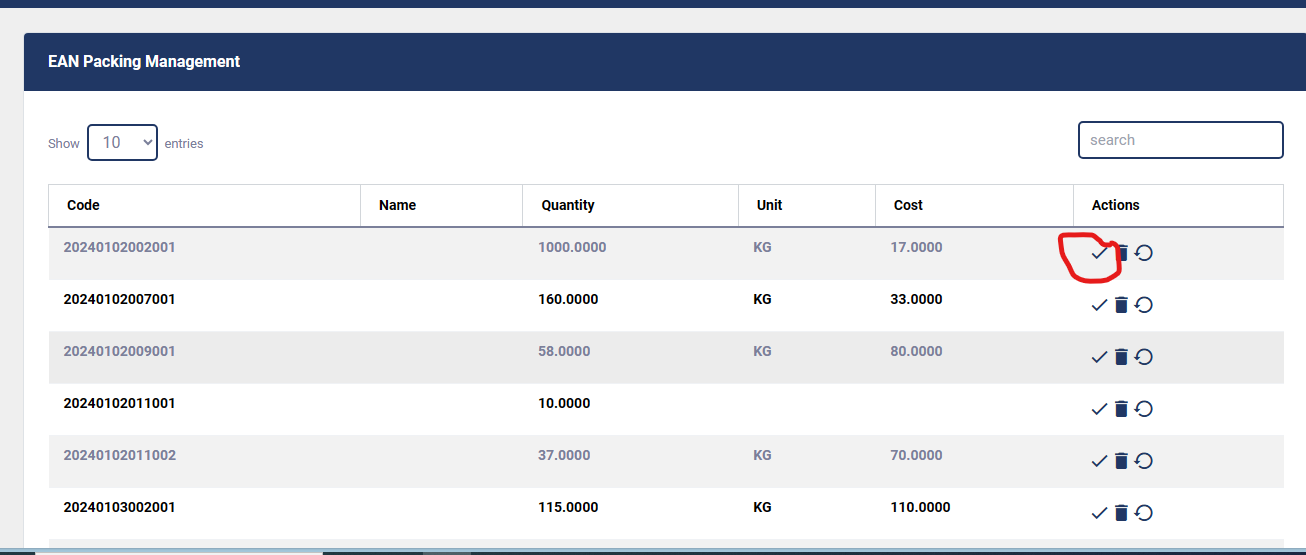 EAN Packing Management
Show 10 entries
search
Code Name Quantity Unit Cost Actions
20240102002001 1000.0000 KG 17.0000
20240102007001 160.0000 KG 33.0000
20240102009001 58.0000 KG 80.0000
20240102011001 10.0000
20240102011002 37.0000 KG 70.0000
20240103002001 115.0000 KG 110.0000